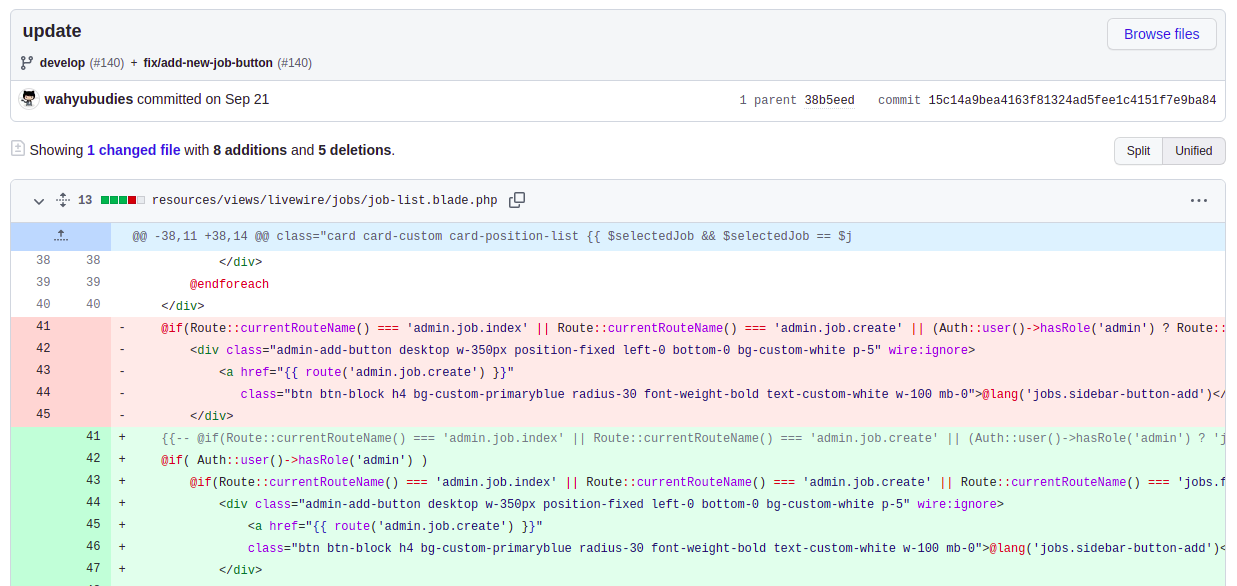 update
Browse files
develop (#140) + fix/add-new-job-button (#140)
wahyubudies committed on Sep 21
1 parent 38b5eed commit 15c14a9bea4163f81324ad5fee1c4151f7e9ba84
Showing 1 changed file with 8 additions and 5 deletions.
Split Unified
13 resources/views/livewire/jobs/job-list.blade.php
@@ -38,11 +38,14 @@ class="card card-custom card-position-list {{ $selectedJob && $selectedJob == $j
38 38 </div>
39 39 @endforeach
40 40 </div>
41 - @if(Route::currentRouteName() === 'admin.job.index' || Route::currentRouteName() === 'admin.job.create' || (Auth::user()->hasRole('admin') ? Route::
42 - <div class="admin-add-button desktop w-350px position-fixed left-0 bottom-0 bg-custom-white p-5" wire:ignore>
43 - <a href="{{ route('admin.job.create') }}"
44 - class="btn btn-block h4 bg-custom-primaryblue radius-30 font-weight-bold text-custom-white w-100 mb-0">@lang('jobs.sidebar-button-add')</
45 - </div>
41 + {{-- @if(Route::currentRouteName() === 'admin.job.index' || Route::currentRouteName() === 'admin.job.create' || (Auth::user()->hasRole('admin') ? 'j
42 + @if( Auth::user()->hasRole('admin') )
43 + @if(Route::currentRouteName() === 'admin.job.index' || Route::currentRouteName() === 'admin.job.create' || Route::currentRouteName() === 'jobs.f
44 + <div class="admin-add-button desktop w-350px position-fixed left-0 bottom-0 bg-custom-white p-5" wire:ignore>
45 + <a href="{{ route('admin.job.create') }}"
46 + class="btn btn-block h4 bg-custom-primaryblue radius-30 font-weight-bold text-custom-white w-100 mb-0">@lang('jobs.sidebar-button-add')<
47 + </div>